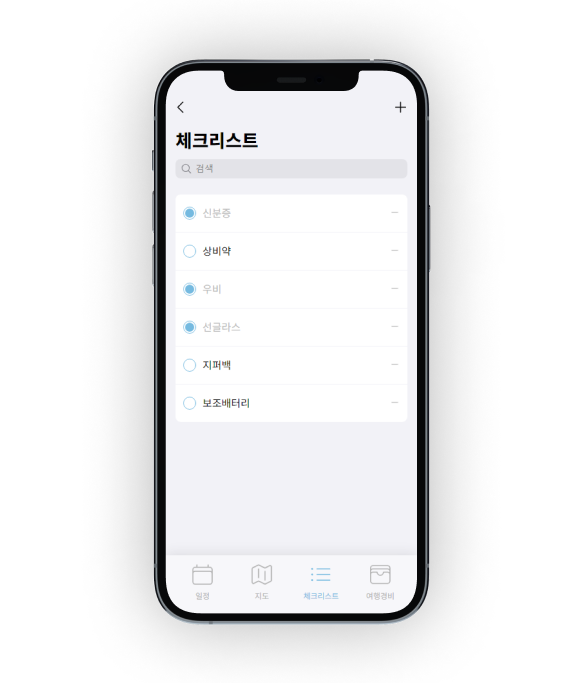 체크리스트
검색
신분증
상비약
우비
선글라스
지퍼백
보조배터리
일정 지도 체크리스트 여행경비